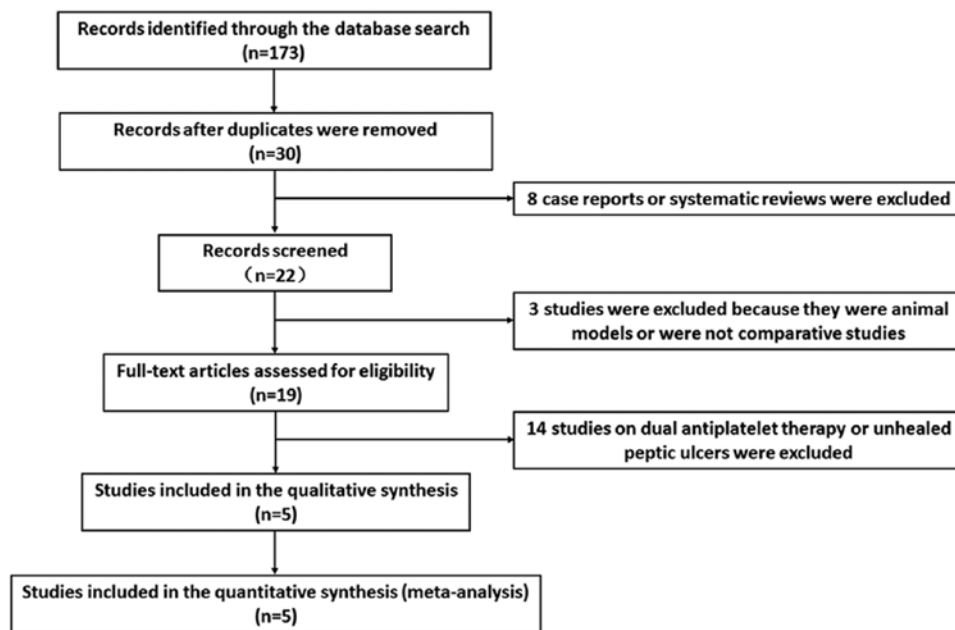 Records identified through the database search
(n=173)
Records after duplicates were removed
(n=30)
8 case reports or systematic reviews were excluded
Records screened
（n=22）
3 studies were excluded because they were animal
models or were not comparative studies
Full-text articles assessed for eligibility
(n=19)
14 studies on dual antiplatelet therapy or unhealed
peptic ulcers were excluded
Studies included in the qualitative synthesis
(n=5)
Studies included in the quantitative synthesis (meta-analysis)
(n=5)